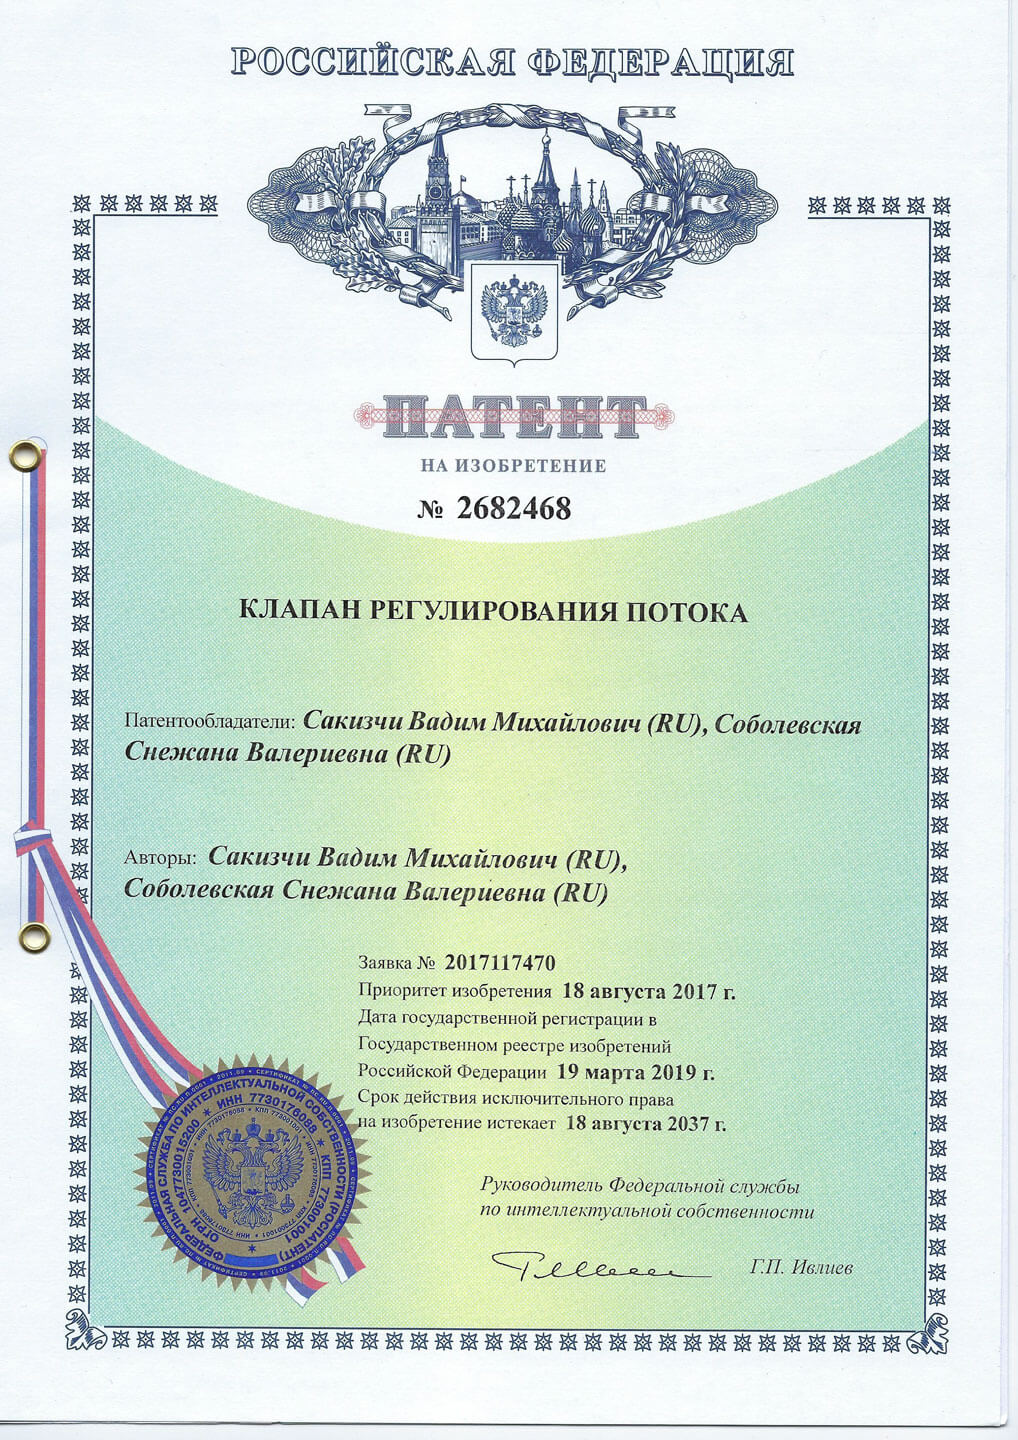 РОССИЙСКАЯ ФЕДЕРАЦИЯ
ПАТЕНТ
НА ИЗОБРЕТЕНИЕ
№ 2682468
КЛАПАН РЕГУЛИРОВАНИЯ ПОТОКА
Патентообладатели: Сакизчи Вадим Михайлович (RU), Соболевская
Снежана Валериевна (RU)
Авторы: Сакизчи Вадим Михайлович (RU),
Соболевская Снежана Валериевна (RU)
Заявка № 2017117470
Приоритет изобретения 18 августа 2017 г.
Дата государственной регистрации в
Государственном реестре изобретений
Российской Федерации 19 марта 2019 г.
Срок действия исключительного права
на изобретение истекает 18 августа 2037 г.
Руководитель Федеральной службы
по интеллектуальной собственности
Г.П. Ивлиев
ФЕДЕРАЛЬНАЯ СЛУЖБА ПО ИНТЕЛЛЕКТУАЛЬНОЙ СОБСТВЕННОСТИ (РОСПАТЕНТ)
ОГРН 1047730015200 * ИНН 7730176088 * КПП 773001001